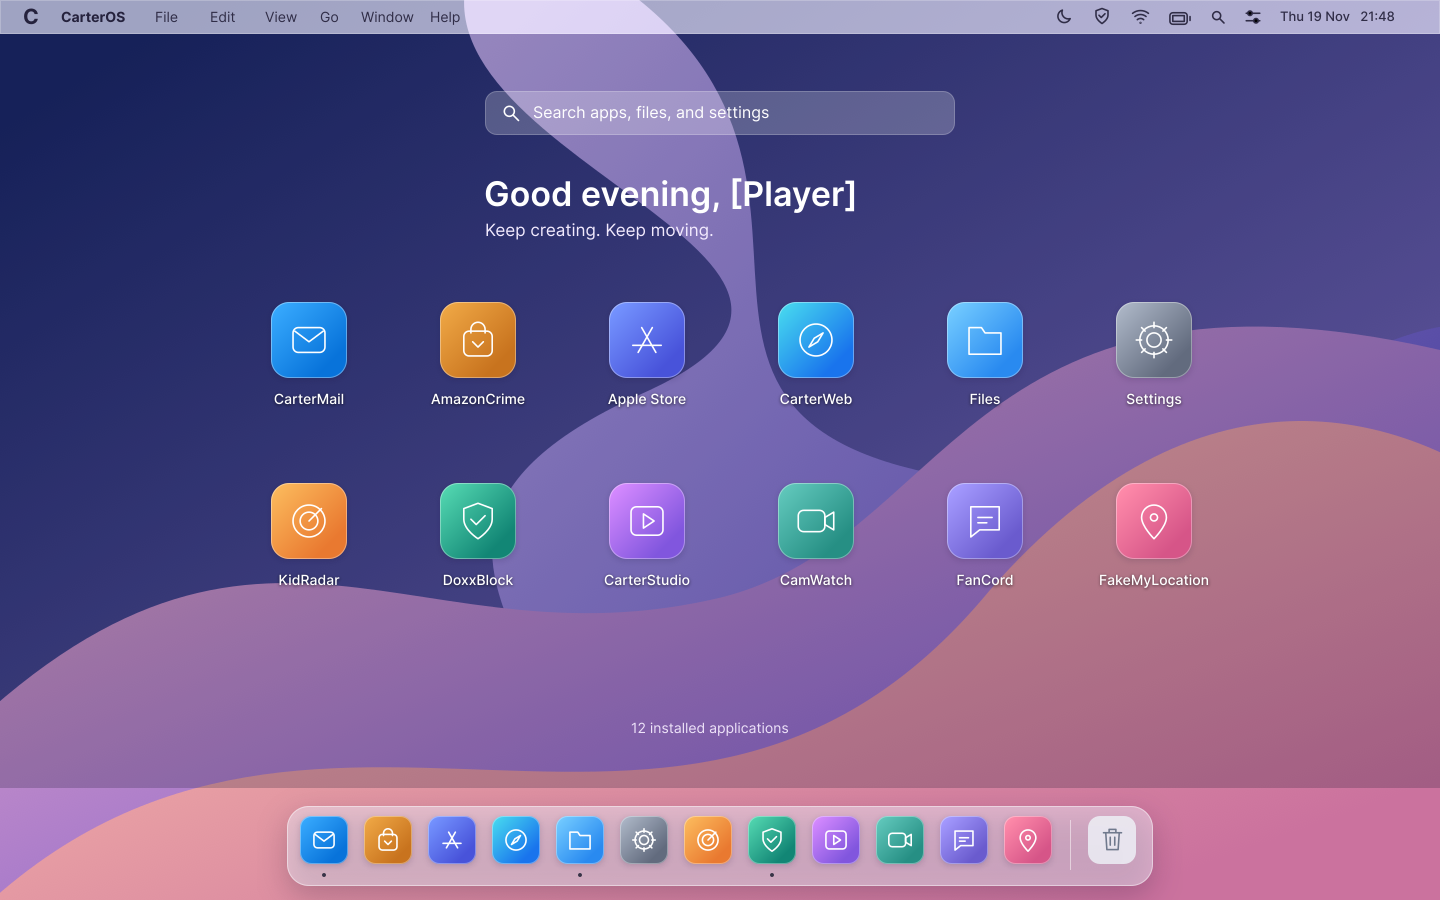 C CarterOS File Edit View Go Window Help Thu 19 Nov 21:48
Search apps, files, and settings
Good evening, [Player]
Keep creating. Keep moving.
CarterMail AmazonCrime Apple Store CarterWeb Files Settings
KidRadar DoxxBlock CarterStudio CamWatch FanCord FakeMyLocation
12 installed applications